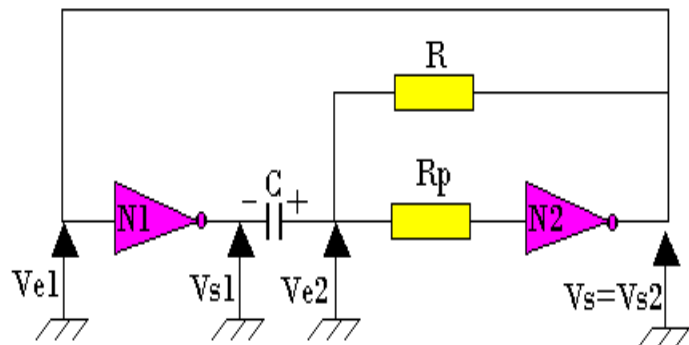 R
- C +
Rp
N1
N2
Ve1
Vs1
Ve2
Vs=Vs2